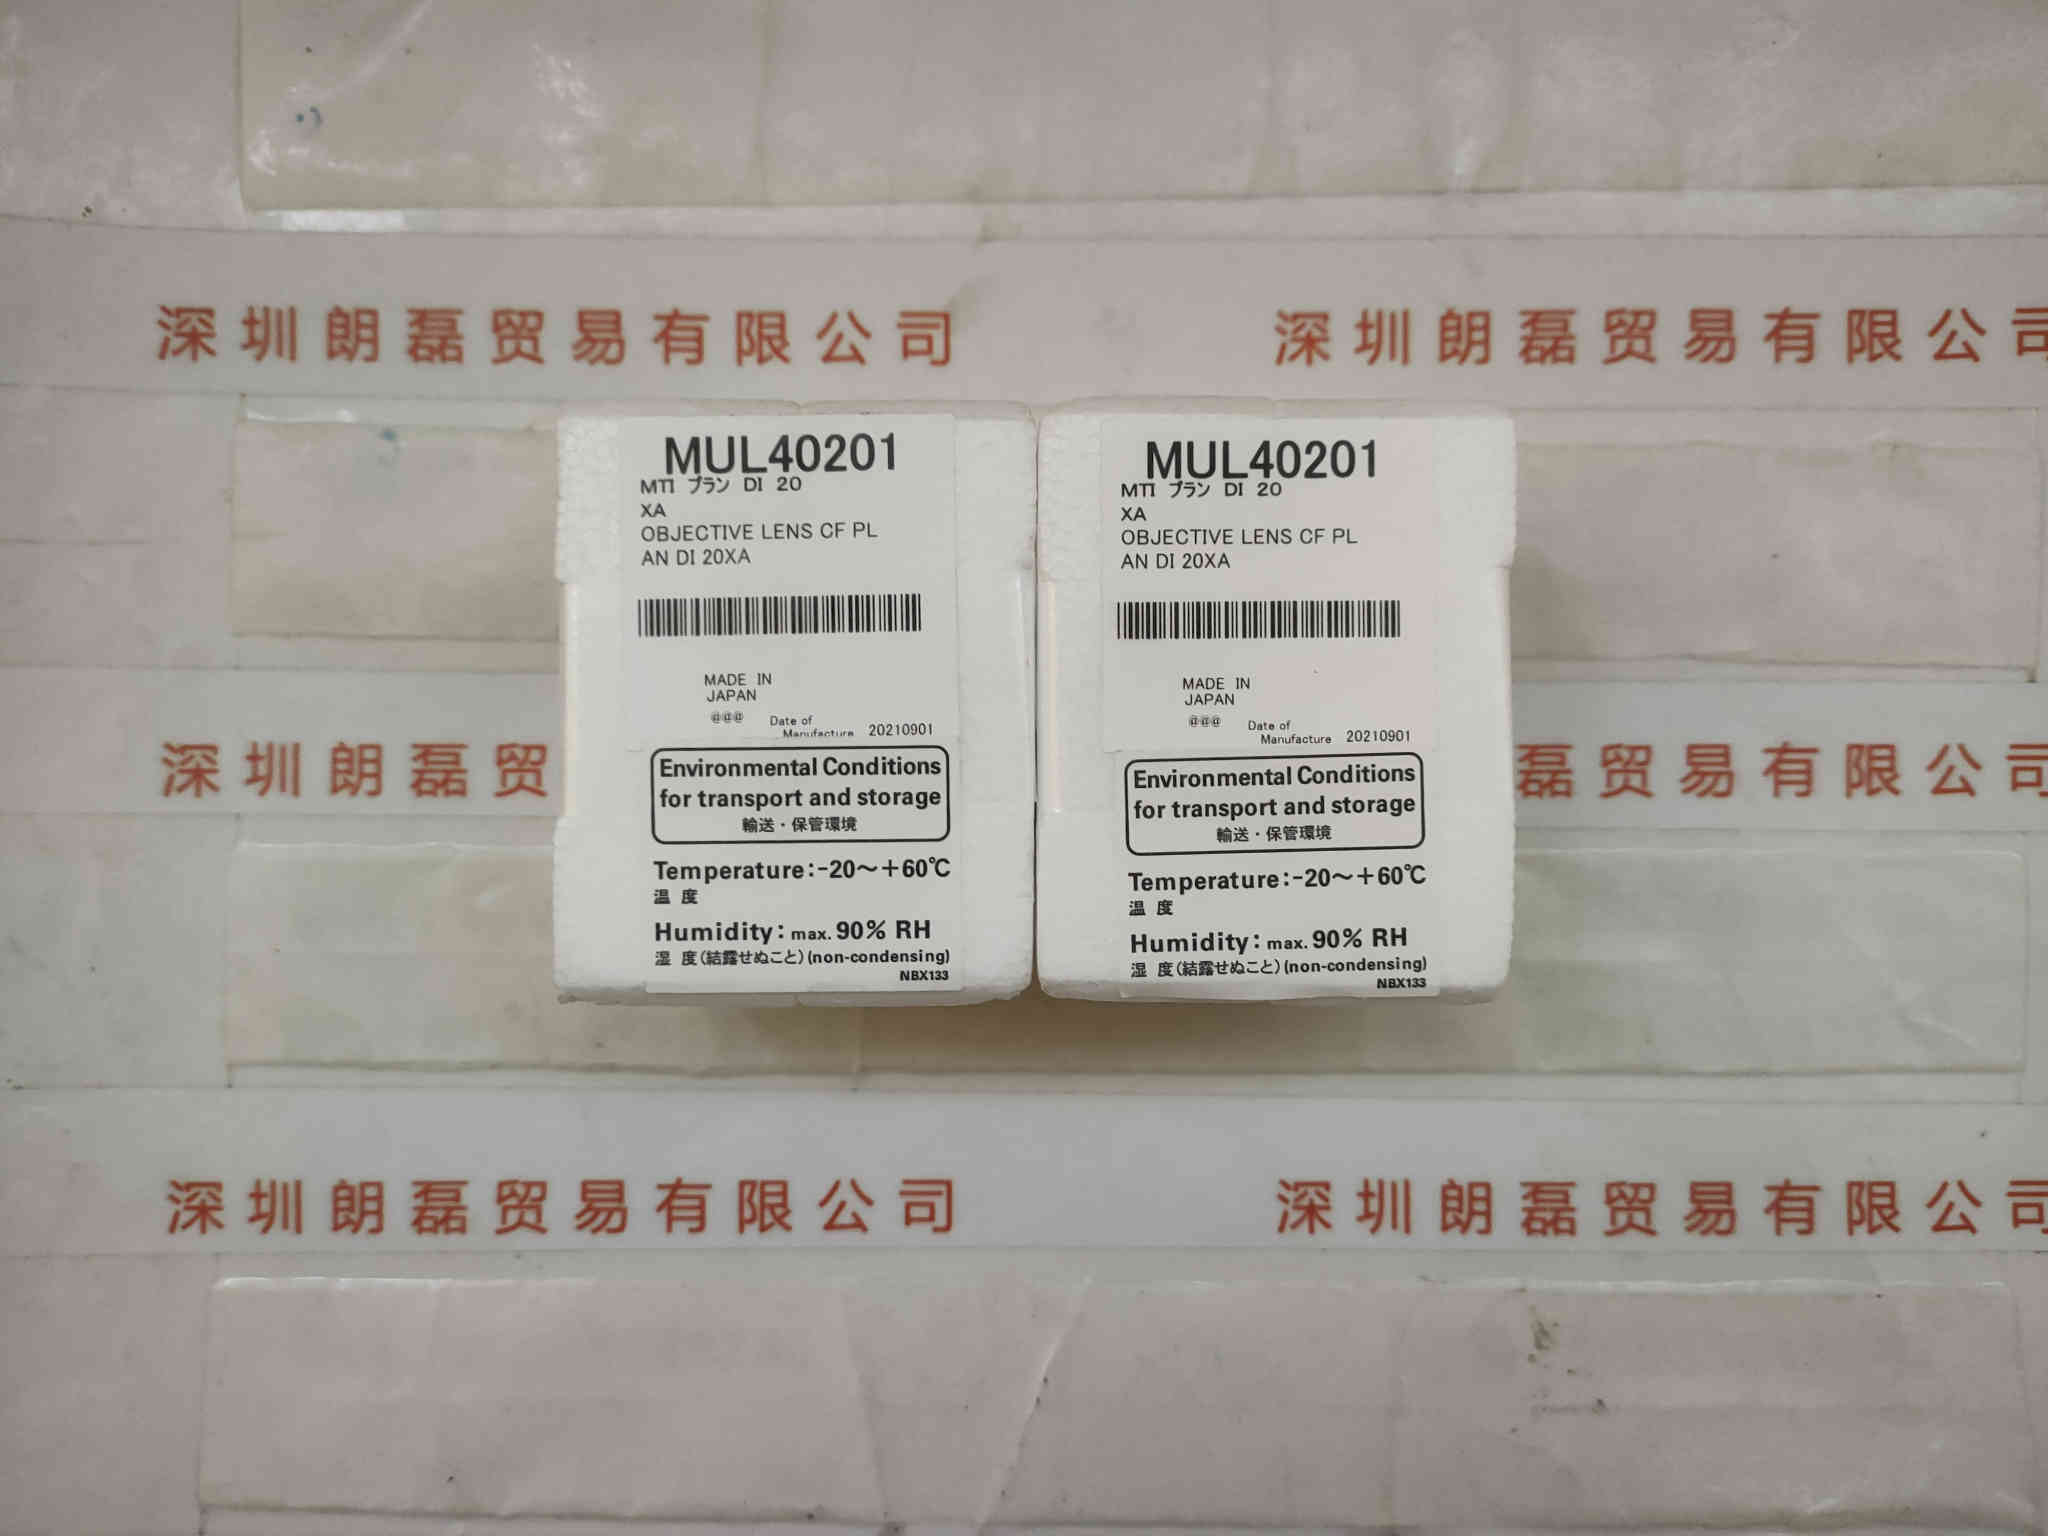 深圳朗磊贸易有限公司
深圳朗磊贸易有限公司
MUL40201
MTI プラン DI 20
XA
OBJECTIVE LENS CF PL
AN DI 20XA
MADE IN
JAPAN
@@@
Date of
Manufacture 20210901
Environmental Conditions
for transport and storage
輸送・保管環境
Temperature:-20～+60℃
温 度
Humidity: max. 90% RH
湿 度(結露せぬこと)(non-condensing)
NBX133
MUL40201
MTI プラン DI 20
XA
OBJECTIVE LENS CF PL
AN DI 20XA
MADE IN
JAPAN
@@@
Date of
Manufacture 20210901
Environmental Conditions
for transport and storage
輸送・保管環境
Temperature:-20～+60℃
温 度
Humidity: max. 90% RH
湿 度(結露せぬこと)(non-condensing)
NBX133
深圳朗磊贸
磊贸易有限公司
深圳朗磊贸易有限公司
深圳朗磊贸易有限公司